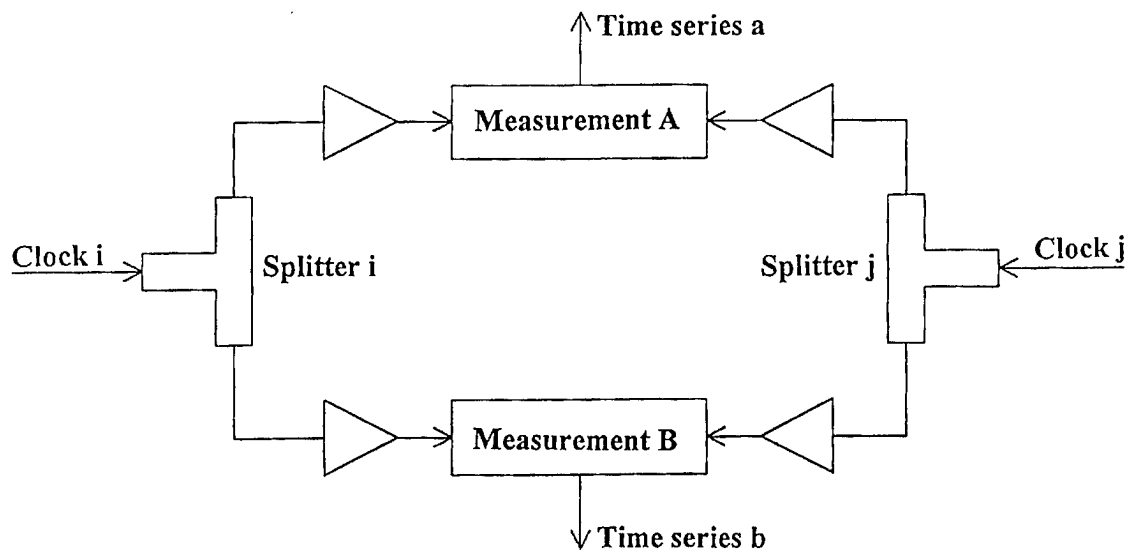 Time series a
Measurement A
Clock i
Splitter i
Splitter j
Clock j
Measurement B
Time series b